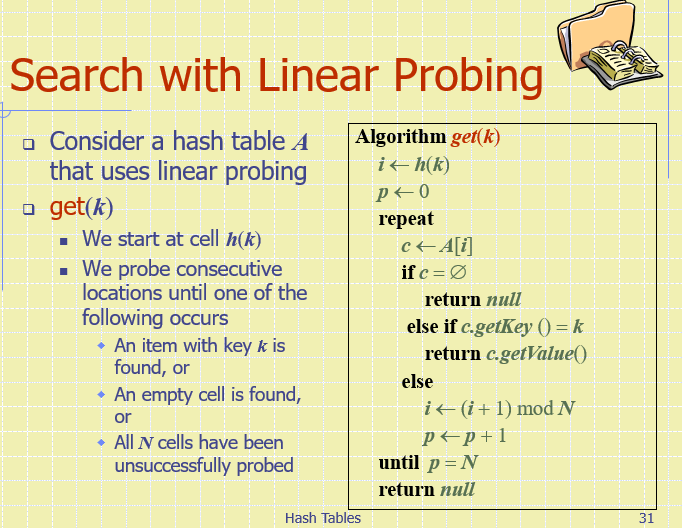 Search with Linear Probing
Consider a hash table A
that uses linear probing
get(k)
We start at cell h(k)
We probe consecutive
locations until one of the
following occurs
An item with key k is
found, or
An empty cell is found,
or
All N cells have been
unsuccessfully probed
Algorithm get(k)
i ← h(k)
p ← 0
repeat
c ← A[i]
if c = ∅
return null
else if c.getKey () = k
return c.getValue()
else
i ← (i + 1) mod N
p ← p + 1
until p = N
return null
Hash Tables
31